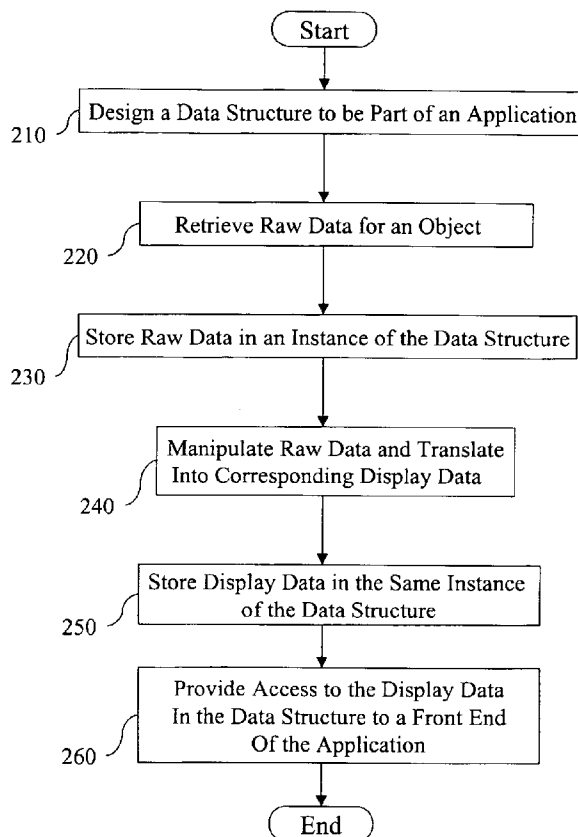 Start
Design a Data Structure to be Part of an Application
210
Retrieve Raw Data for an Object
220
Store Raw Data in an Instance of the Data Structure
230
Manipulate Raw Data and Translate
Into Corresponding Display Data
240
Store Display Data in the Same Instance
of the Data Structure
250
Provide Access to the Display Data
In the Data Structure to a Front End
Of the Application
260
End